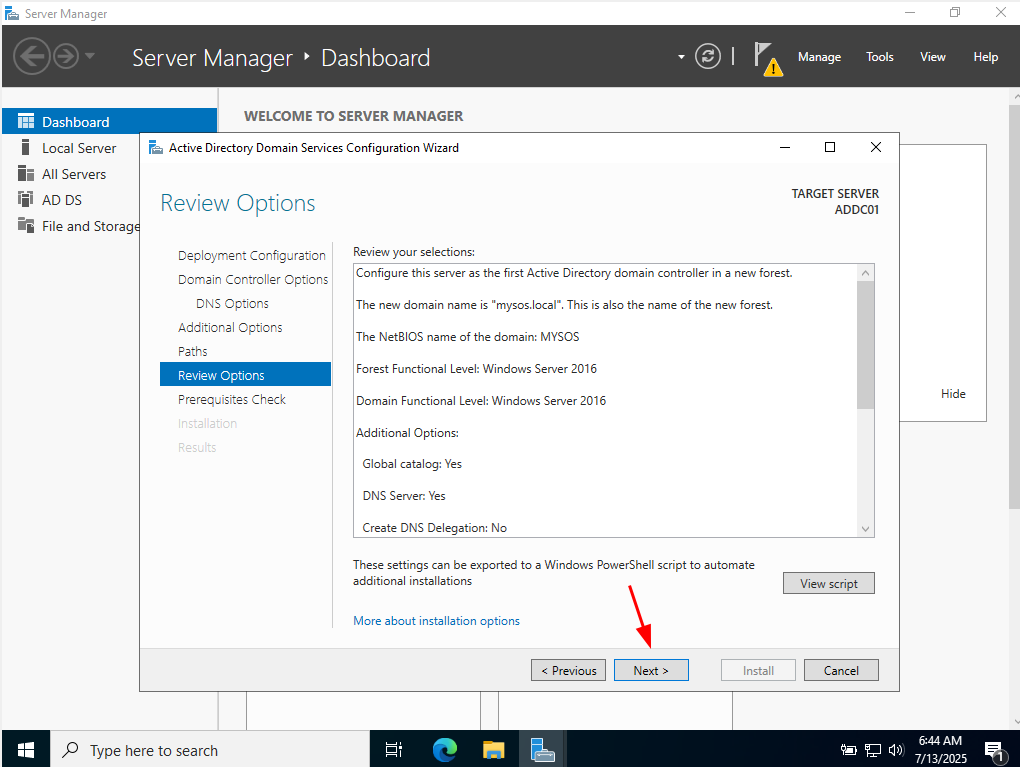 Server Manager
Server Manager ‣ Dashboard
Manage
Tools
View
Help
Dashboard
Local Server
All Servers
AD DS
File and Storage
WELCOME TO SERVER MANAGER
Active Directory Domain Services Configuration Wizard
Review Options
TARGET SERVER
ADDC01
Deployment Configuration
Domain Controller Options
DNS Options
Additional Options
Paths
Review Options
Prerequisites Check
Installation
Results
Review your selections:
Configure this server as the first Active Directory domain controller in a new forest.
The new domain name is "mysos.local". This is also the name of the new forest.
The NetBIOS name of the domain: MYSOS
Forest Functional Level: Windows Server 2016
Domain Functional Level: Windows Server 2016
Additional Options:
Global catalog: Yes
DNS Server: Yes
Create DNS Delegation: No
These settings can be exported to a Windows PowerShell script to automate
additional installations
View script
More about installation options
< Previous
Next >
Install
Cancel
Hide
Type here to search
6:44 AM
7/13/2025
1